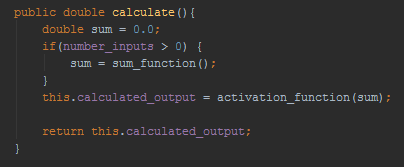 public double calculate(){
double sum = 0.0;
if(number_inputs > 0) {
sum = sum_function();
}
this.calculated_output = activation_function(sum);
return this.calculated_output;
}